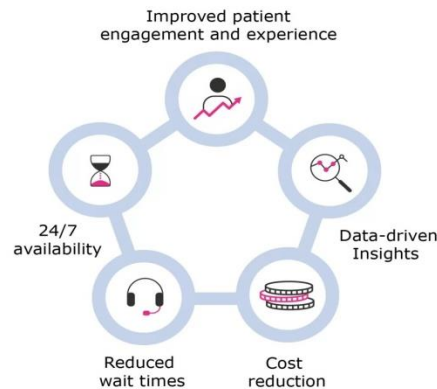 Improved patient
engagement and experience
24/7
availability
Data-driven
Insights
Reduced
wait times
Cost
reduction